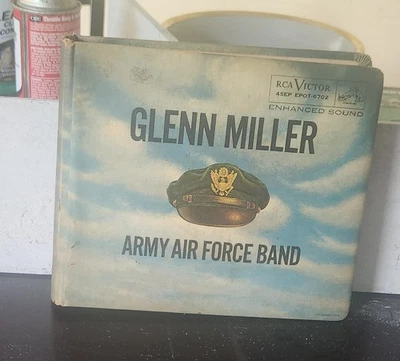 RCA VICTOR
45EP EPOT-6702
ENHANCED SOUND
GLENN MILLER
ARMY AIR FORCE BAND